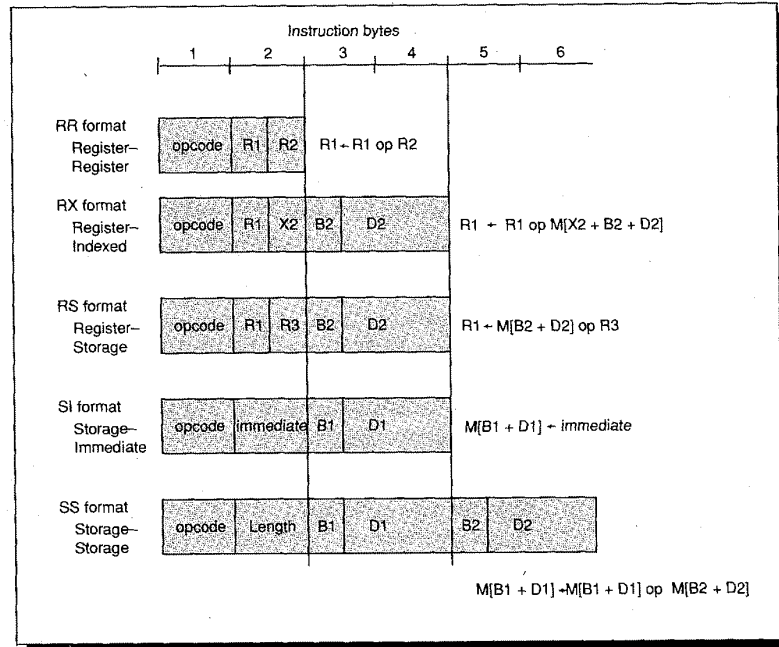 Instruction bytes
1 2 3 4 5 6
RR format
Register–
Register
opcode R1 R2
R1←R1 op R2
RX format
Register–
Indexed
opcode R1 X2 B2 D2
R1 ← R1 op M[X2 + B2 + D2]
RS format
Register–
Storage
opcode R1 R3 B2 D2
R1←M[B2 + D2] op R3
SI format
Storage–
Immediate
opcode immediate B1 D1
M[B1 + D1] ← immediate
SS format
Storage–
Storage
opcode Length B1 D1 B2 D2
M[B1 + D1]←M[B1 + D1] op M[B2 + D2]